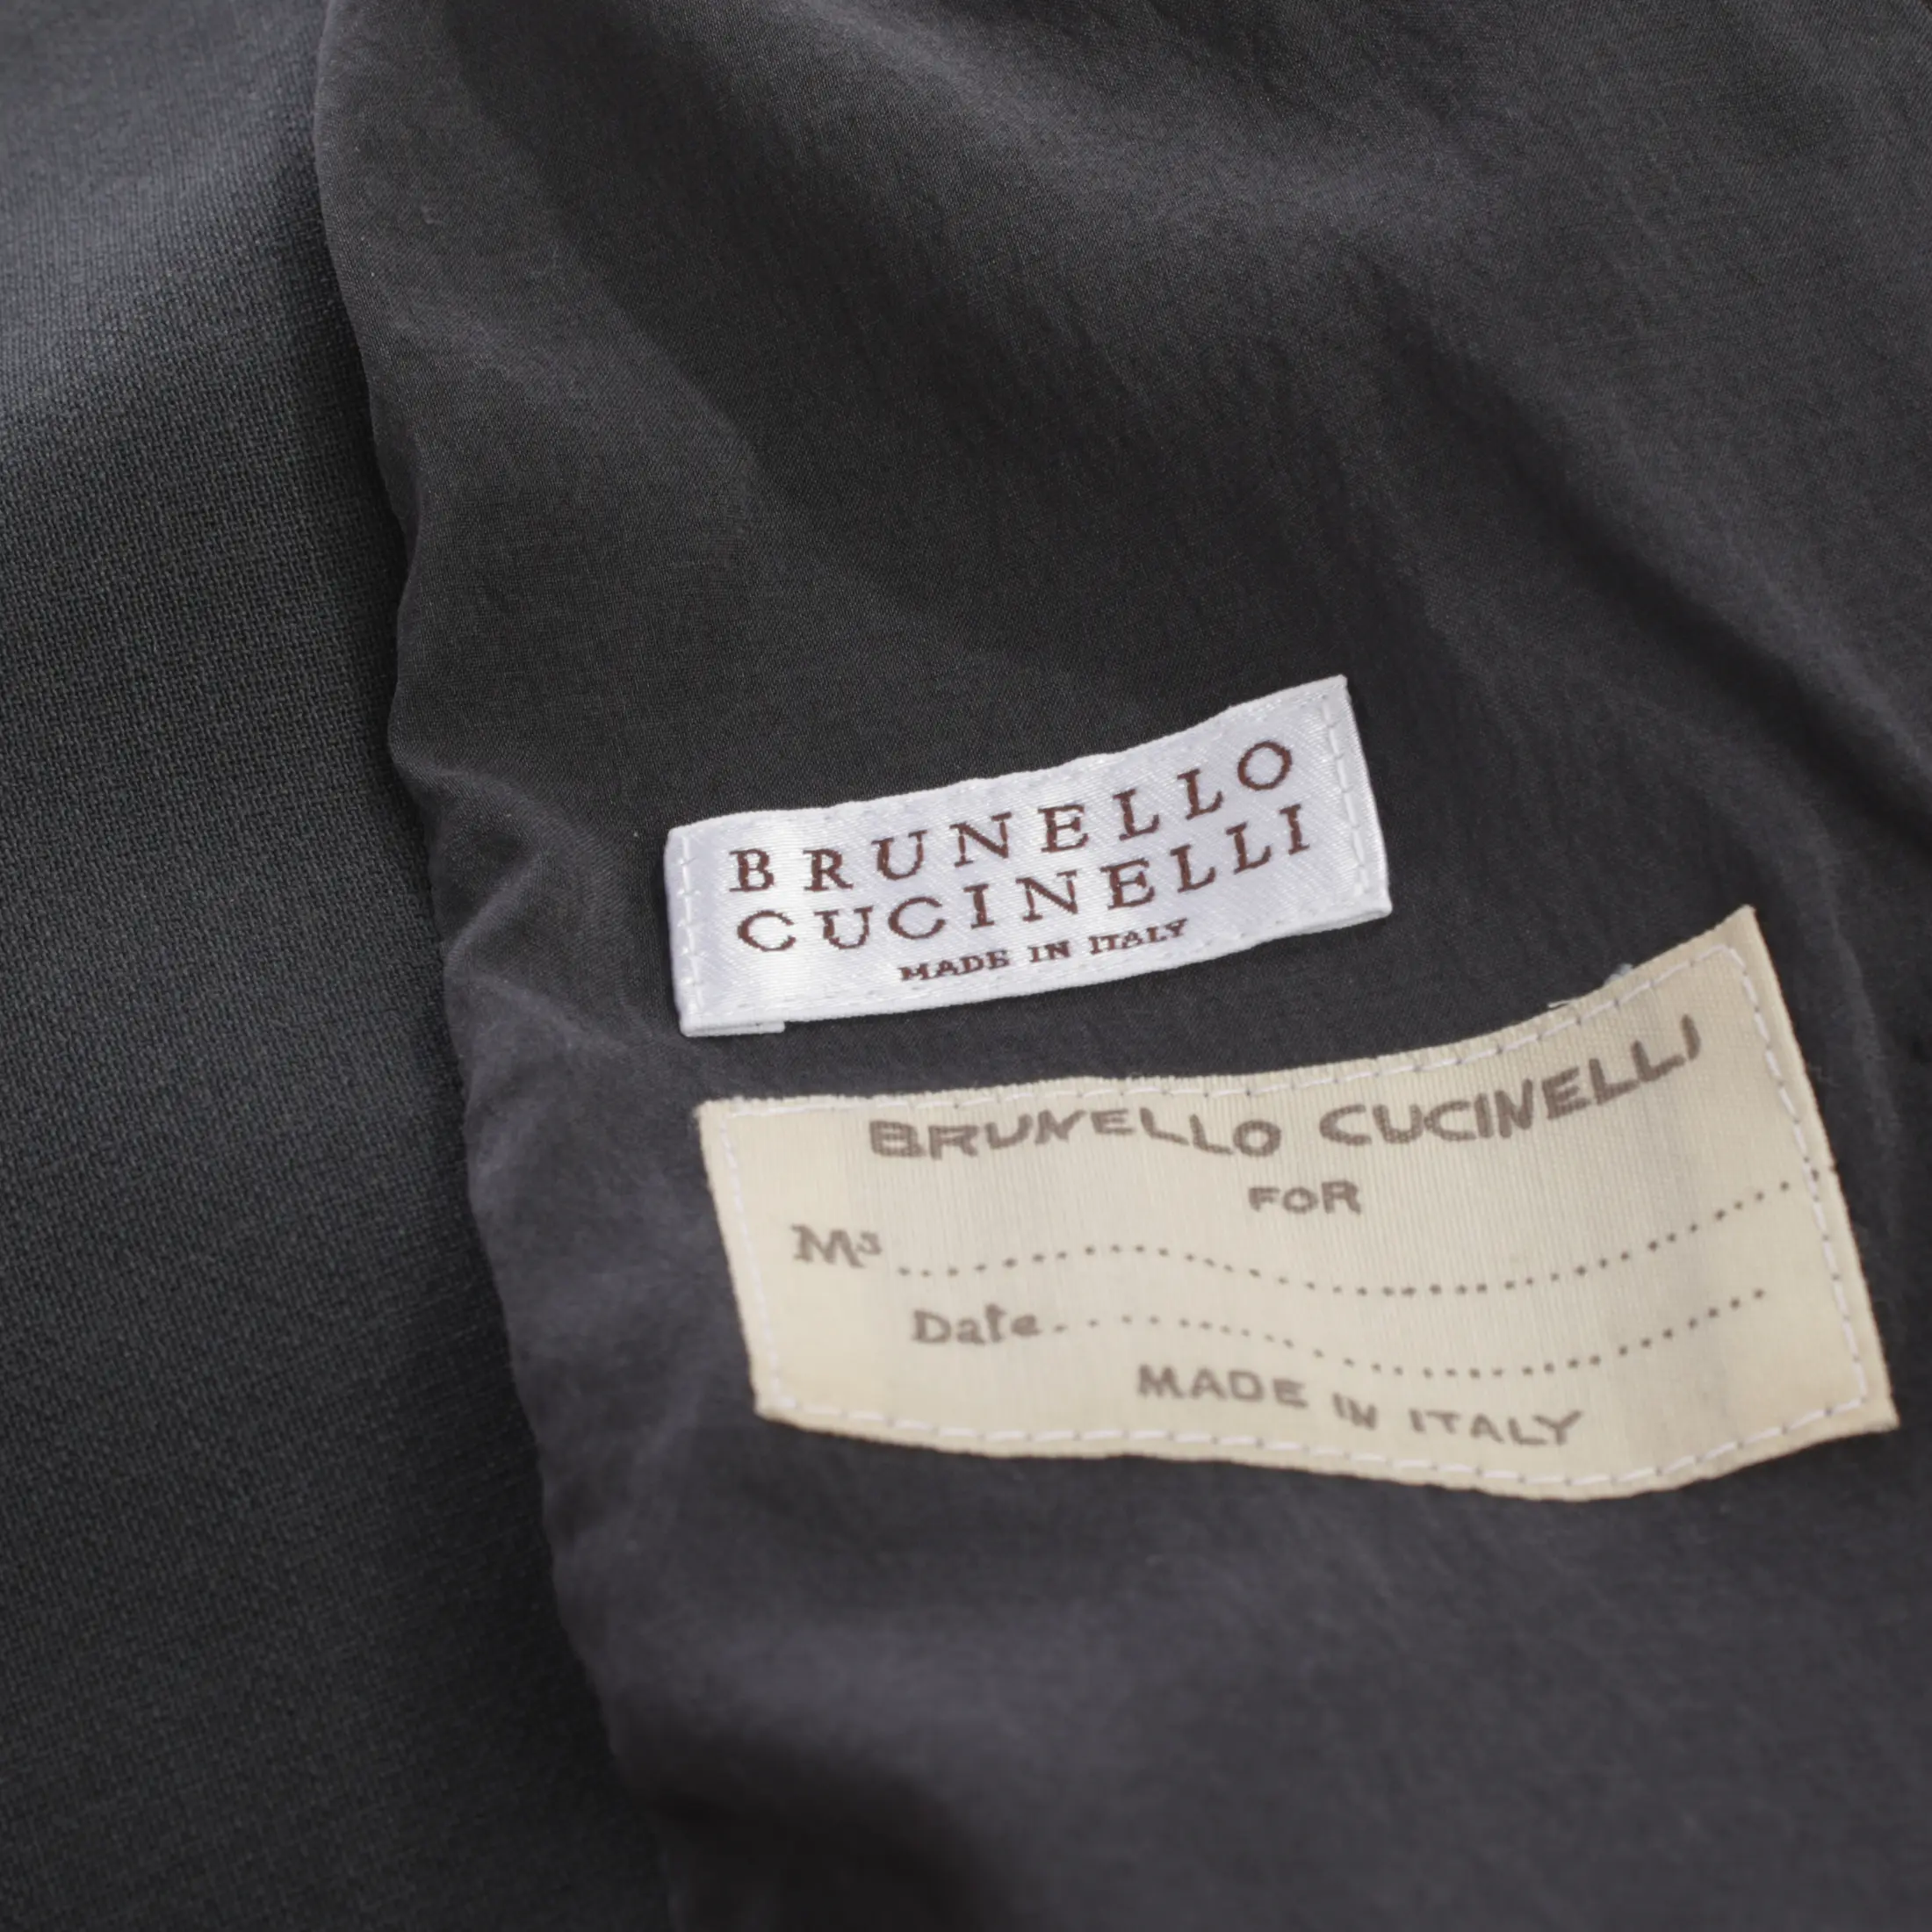 BRUNELLO
CUCINELLI
MADE IN ITALY
BRUNELLO CUCINELLI
FOR
Ms....................................
Date..............................
MADE IN ITALY